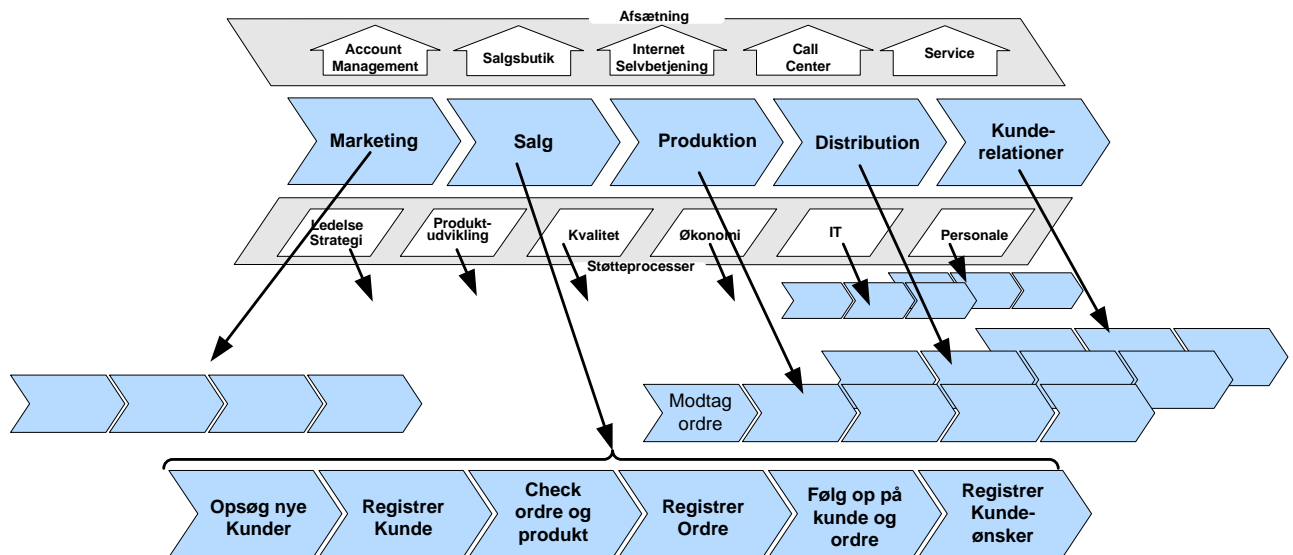 Afsætning
Account
Management
Salgsbutik
Internet
Selvbetjening
Call
Center
Service
Marketing
Salg
Produktion
Distribution
Kunde-
relationer
Ledelse
Strategi
Produkt-
udvikling
Kvalitet
Økonomi
IT
Personale
Støtteprocesser
Modtag
ordre
Opsøg nye
Kunder
Registrer
Kunde
Check
ordre og
produkt
Registrer
Ordre
Følg op på
kunde og
ordre
Registrer
Kunde-
ønsker